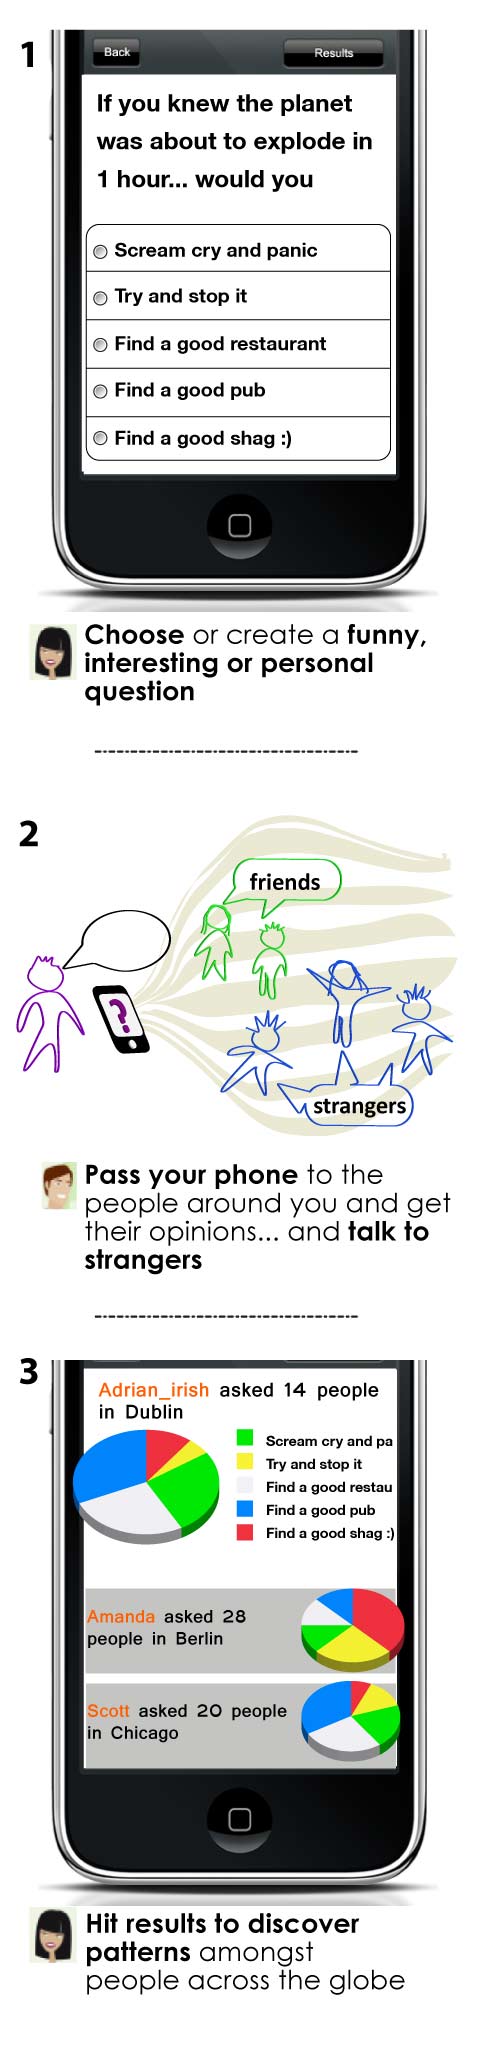 1
Back
Results
If you knew the planet
was about to explode in
1 hour... would you
Scream cry and panic
Try and stop it
Find a good restaurant
Find a good pub
Find a good shag :)
Choose or create a funny,
interesting or personal
question
2
friends
?
strangers
Pass your phone to the
people around you and get
their opinions... and talk to
strangers
3
Adrian_irish asked 14 people
in Dublin
Scream cry and pa
Try and stop it
Find a good restau
Find a good pub
Find a good shag :)
Amanda asked 28
people in Berlin
Scott asked 20 people
in Chicago
Hit results to discover
patterns amongst
people across the globe